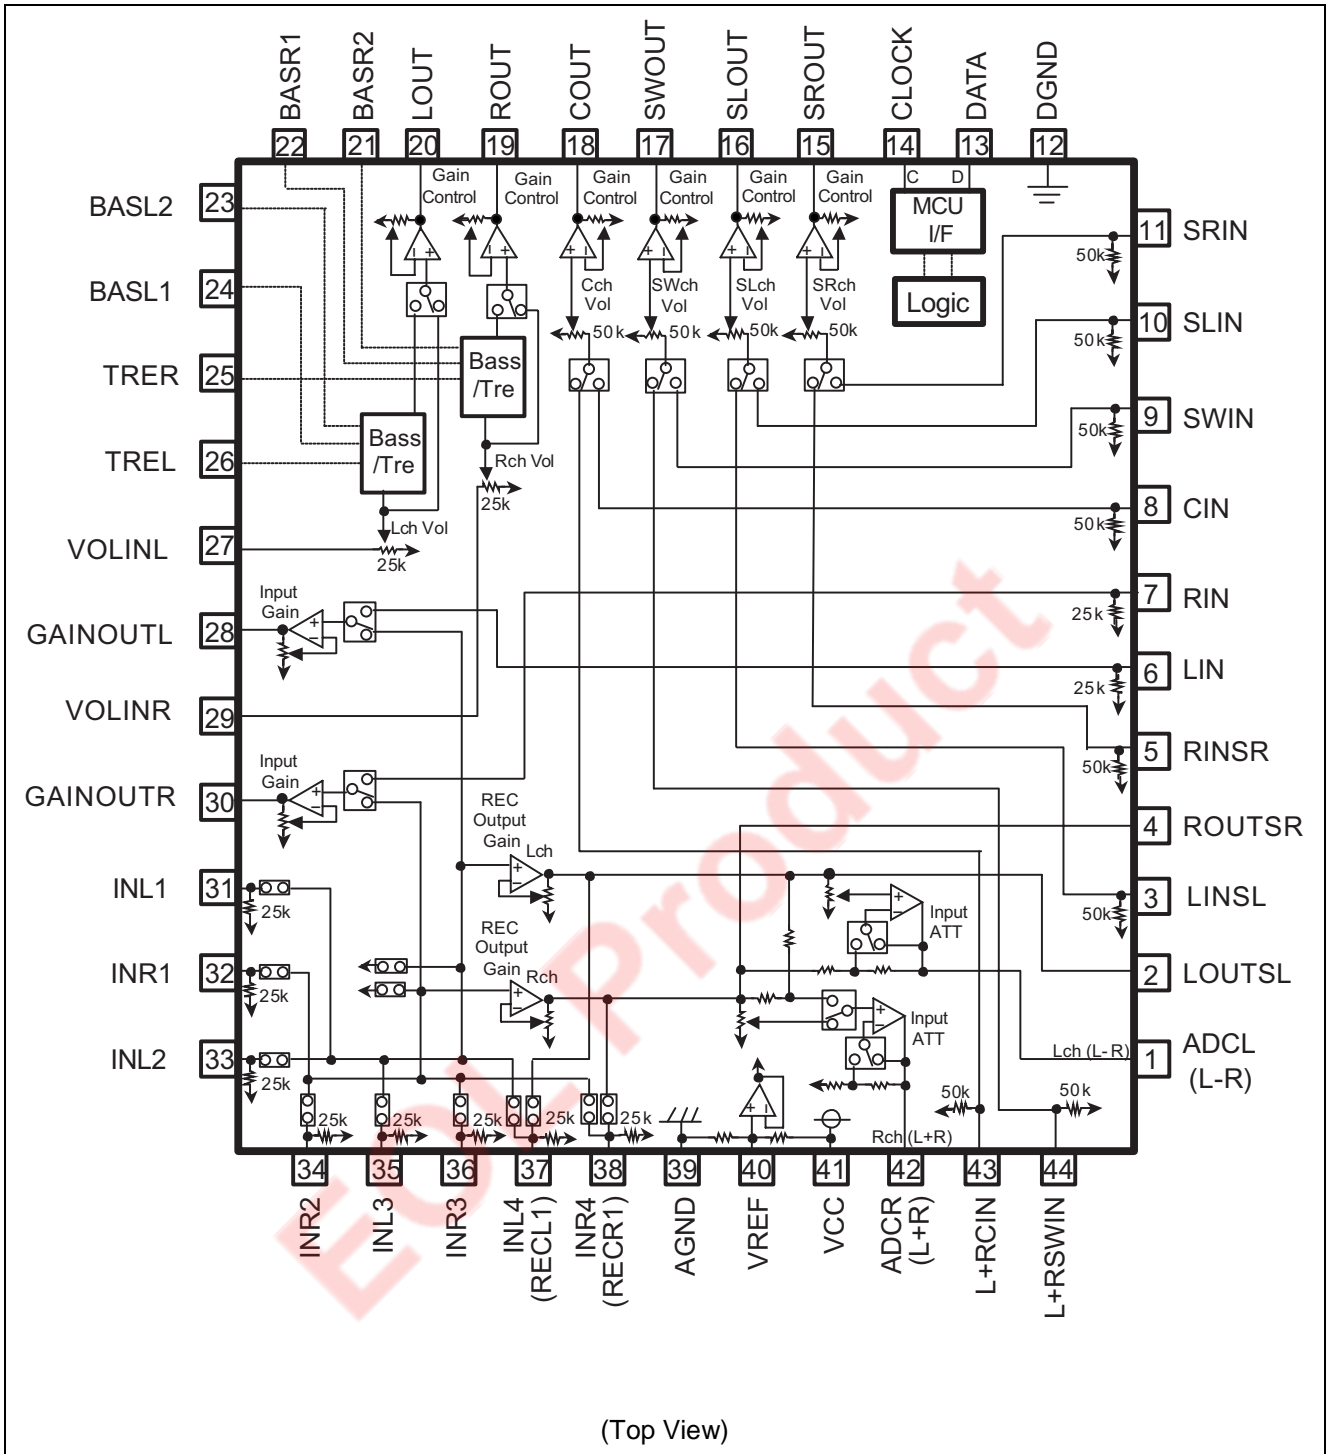 BASR1
BASR2
LOUT
ROUT
COUT
SWOUT
SLOUT
SROUT
CLOCK
DATA
DGND
22
21
20
19
18
17
16
15
14
13
12
Gain
Control
Gain
Control
Gain
Control
Gain
Control
Gain
Control
Gain
Control
C
D
MCU
I/F
Logic
BASL2
23
BASL1
24
TRER
25
TREL
26
VOLINL
27
GAINOUTL
28
VOLINR
29
GAINOUTR
30
INL1
31
INR1
32
INL2
33
Cch
Vol
SWch
Vol
SLch
Vol
SRch
Vol
50k
50k
50k
50k
Bass
/Tre
Bass
/Tre
Rch Vol
25k
Lch Vol
25k
Input
Gain
Input
Gain
25k
25k
25k
REC
Output
Gain
Lch
REC
Output
Gain
Rch
Input
ATT
Input
ATT
11
SRIN
50k
10
SLIN
50k
9
SWIN
50k
8
CIN
50k
7
RIN
25k
6
LIN
25k
5
RINSR
50k
4
ROUTSR
3
LINSL
50k
2
LOUTSL
1
ADCL
(L-R)
Lch (L-R)
50k
50k
Rch (L+R)
25k
25k
25k
25k
25k
34
35
36
37
38
39
40
41
42
43
44
INR2
INL3
INR3
INL4
(RECL1)
INR4
(RECR1)
AGND
VREF
VCC
ADCR
(L+R)
L+RCIN
L+RSWIN
EOL Product
(Top View)